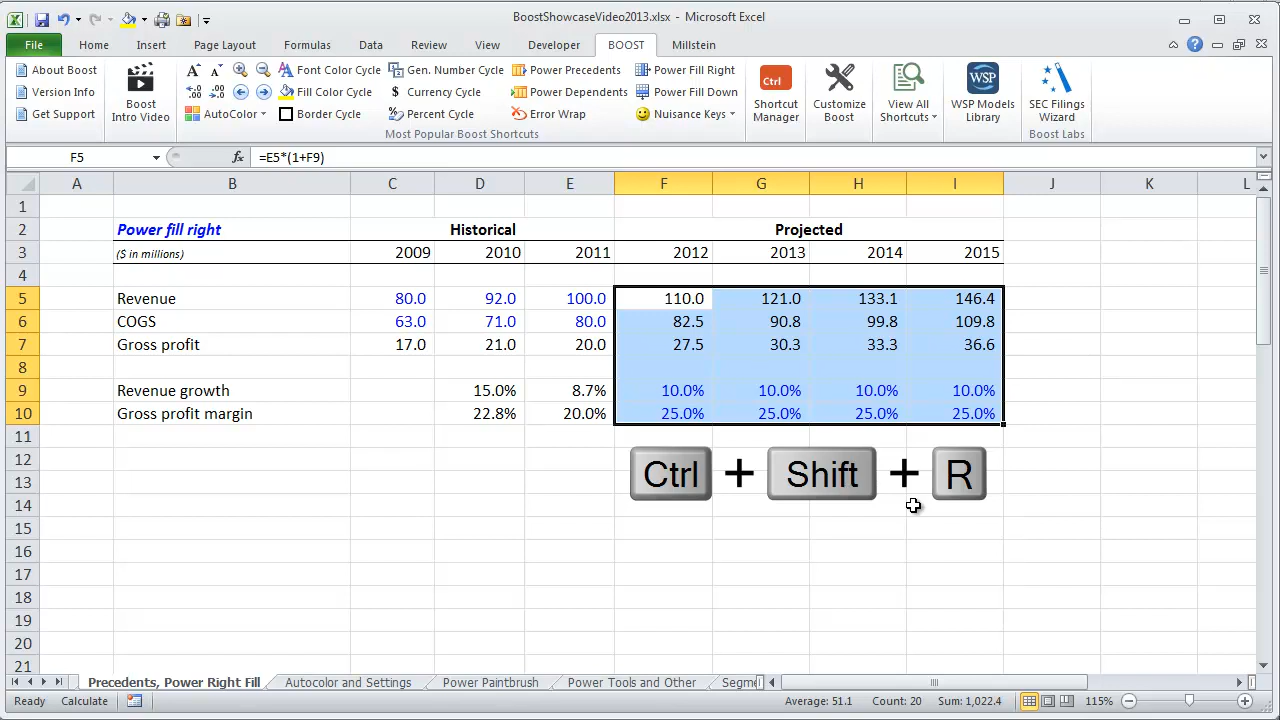 BoostShowcaseVideo2013.xlsx - Microsoft Excel
File Home Insert Page Layout Formulas Data Review View Developer BOOST Millstein
About Boost
Version Info
Get Support
Boost
Intro Video
Font Color Cycle Gen. Number Cycle Power Precedents Power Fill Right
Fill Color Cycle $ Currency Cycle Power Dependents Power Fill Down
AutoColor Border Cycle % Percent Cycle Error Wrap Nuisance Keys
Most Popular Boost Shortcuts
Ctrl
Shortcut
Manager
Customize
Boost
View All
Shortcuts
WSP
WSP Models
Library
SEC Filings
Wizard
Boost Labs
F5 fx =E5*(1+F9)
A B C D E F G H I J K L
1
2 Power fill right Historical Projected
3 ($ in millions) 2009 2010 2011 2012 2013 2014 2015
4
5 Revenue 80.0 92.0 100.0 110.0 121.0 133.1 146.4
6 COGS 63.0 71.0 80.0 82.5 90.8 99.8 109.8
7 Gross profit 17.0 21.0 20.0 27.5 30.3 33.3 36.6
8
9 Revenue growth 15.0% 8.7% 10.0% 10.0% 10.0% 10.0%
10 Gross profit margin 22.8% 20.0% 25.0% 25.0% 25.0% 25.0%
11
12
Ctrl + Shift + R
13
14
15
16
17
18
19
20
21
Precedents, Power Right Fill Autocolor and Settings Power Paintbrush Power Tools and Other Segme
Ready Calculate Average: 51.1 Count: 20 Sum: 1,022.4 115%